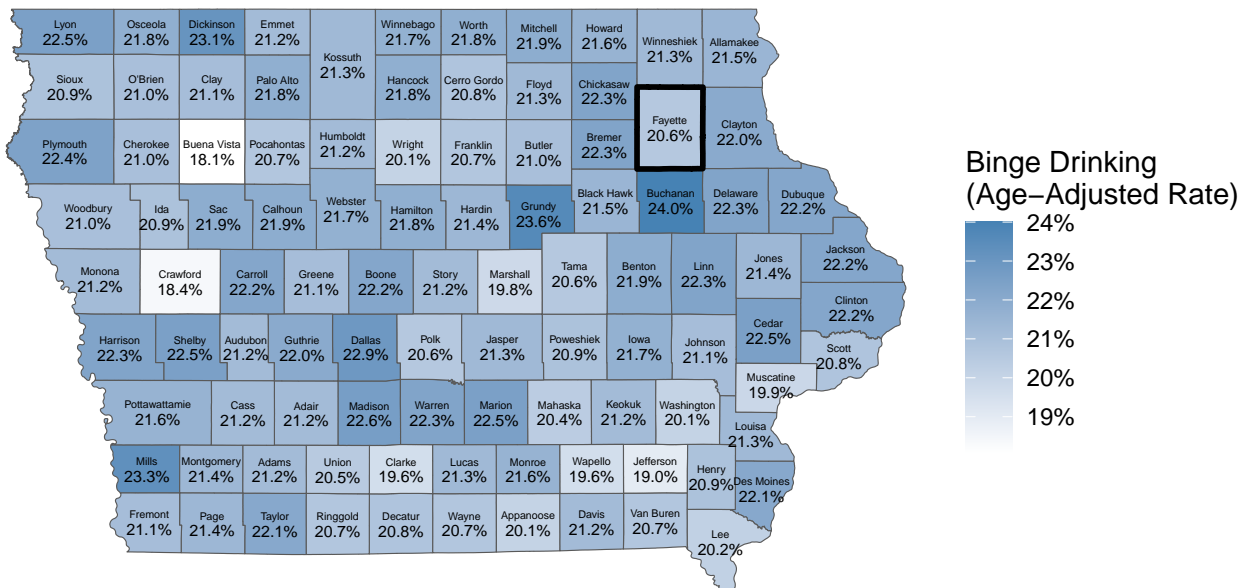 Lyon
22.5%
Osceola
21.8%
Dickinson
23.1%
Emmet
21.2%
Kossuth
21.3%
Winnebago
21.7%
Worth
21.8%
Mitchell
21.9%
Howard
21.6%
Winneshiek
21.3%
Allamakee
21.5%
Sioux
20.9%
O'Brien
21.0%
Clay
21.1%
Palo Alto
21.8%
Hancock
21.8%
Cerro Gordo
20.8%
Floyd
21.3%
Chickasaw
22.3%
Fayette
20.6%
Clayton
22.0%
Plymouth
22.4%
Cherokee
21.0%
Buena Vista
18.1%
Pocahontas
20.7%
Humboldt
21.2%
Wright
20.1%
Franklin
20.7%
Butler
21.0%
Bremer
22.3%
Woodbury
21.0%
Ida
20.9%
Sac
21.9%
Calhoun
21.9%
Webster
21.7%
Hamilton
21.8%
Hardin
21.4%
Grundy
23.6%
Black Hawk
21.5%
Buchanan
24.0%
Delaware
22.3%
Dubuque
22.2%
Monona
21.2%
Crawford
18.4%
Carroll
22.2%
Greene
21.1%
Boone
22.2%
Story
21.2%
Marshall
19.8%
Tama
20.6%
Benton
21.9%
Linn
22.3%
Jones
21.4%
Jackson
22.2%
Clinton
22.2%
Harrison
22.3%
Shelby
22.5%
Audubon
21.2%
Guthrie
22.0%
Dallas
22.9%
Polk
20.6%
Jasper
21.3%
Poweshiek
20.9%
Iowa
21.7%
Johnson
21.1%
Cedar
22.5%
Scott
20.8%
Muscatine
19.9%
Pottawattamie
21.6%
Cass
21.2%
Adair
21.2%
Madison
22.6%
Warren
22.3%
Marion
22.5%
Mahaska
20.4%
Keokuk
21.2%
Washington
20.1%
Louisa
21.3%
Mills
23.3%
Montgomery
21.4%
Adams
21.2%
Union
20.5%
Clarke
19.6%
Lucas
21.3%
Monroe
21.6%
Wapello
19.6%
Jefferson
19.0%
Henry
20.9%
Des Moines
22.1%
Fremont
21.1%
Page
21.4%
Taylor
22.1%
Ringgold
20.7%
Decatur
20.8%
Wayne
20.7%
Appanoose
20.1%
Davis
21.2%
Van Buren
20.7%
Lee
20.2%
Binge Drinking
(Age−Adjusted Rate)
24%
23%
22%
21%
20%
19%